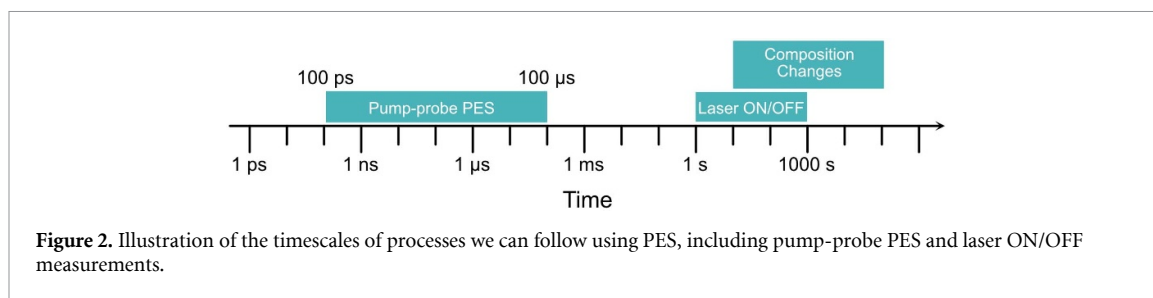 Composition
Changes
100 ps
100 µs
Pump-probe PES
Laser ON/OFF
1 ps
1 ns
1 µs
1 ms
1 s
1000 s
Time
Figure 2. Illustration of the timescales of processes we can follow using PES, including pump-probe PES and laser ON/OFF
measurements.